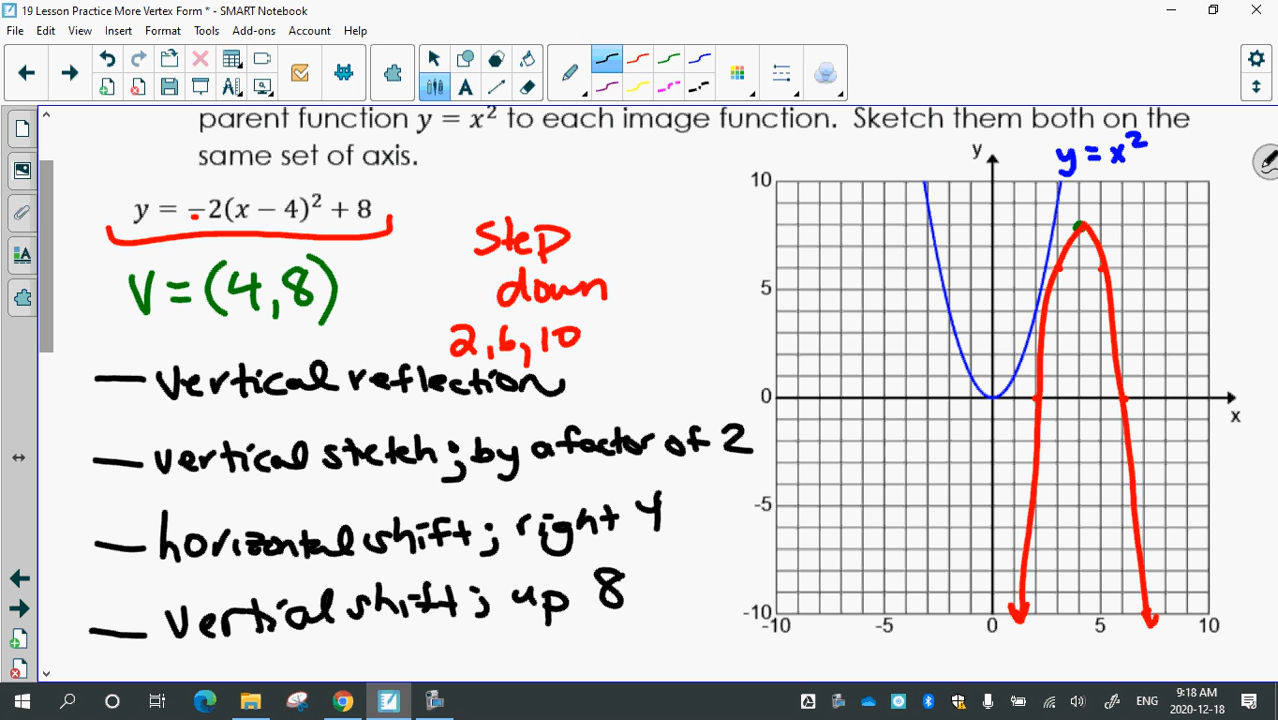 19 Lesson Practice More Vertex Form * - SMART Notebook
File Edit View Insert Format Tools Add-ons Account Help
parent function y = x² to each image function. Sketch them both on the
same set of axis.
y = −2(x − 4)² + 8
V = (4,8)
Step
down
2, 6, 10
— vertical reflection
— vertical stetch; by a factor of 2
— horizontal shift; right 4
— vertical shift; up 8
y
y = x²
10
5
0
x
-5
-10
-10 -5 0 5 10
ENG
9:18 AM
2020-12-18